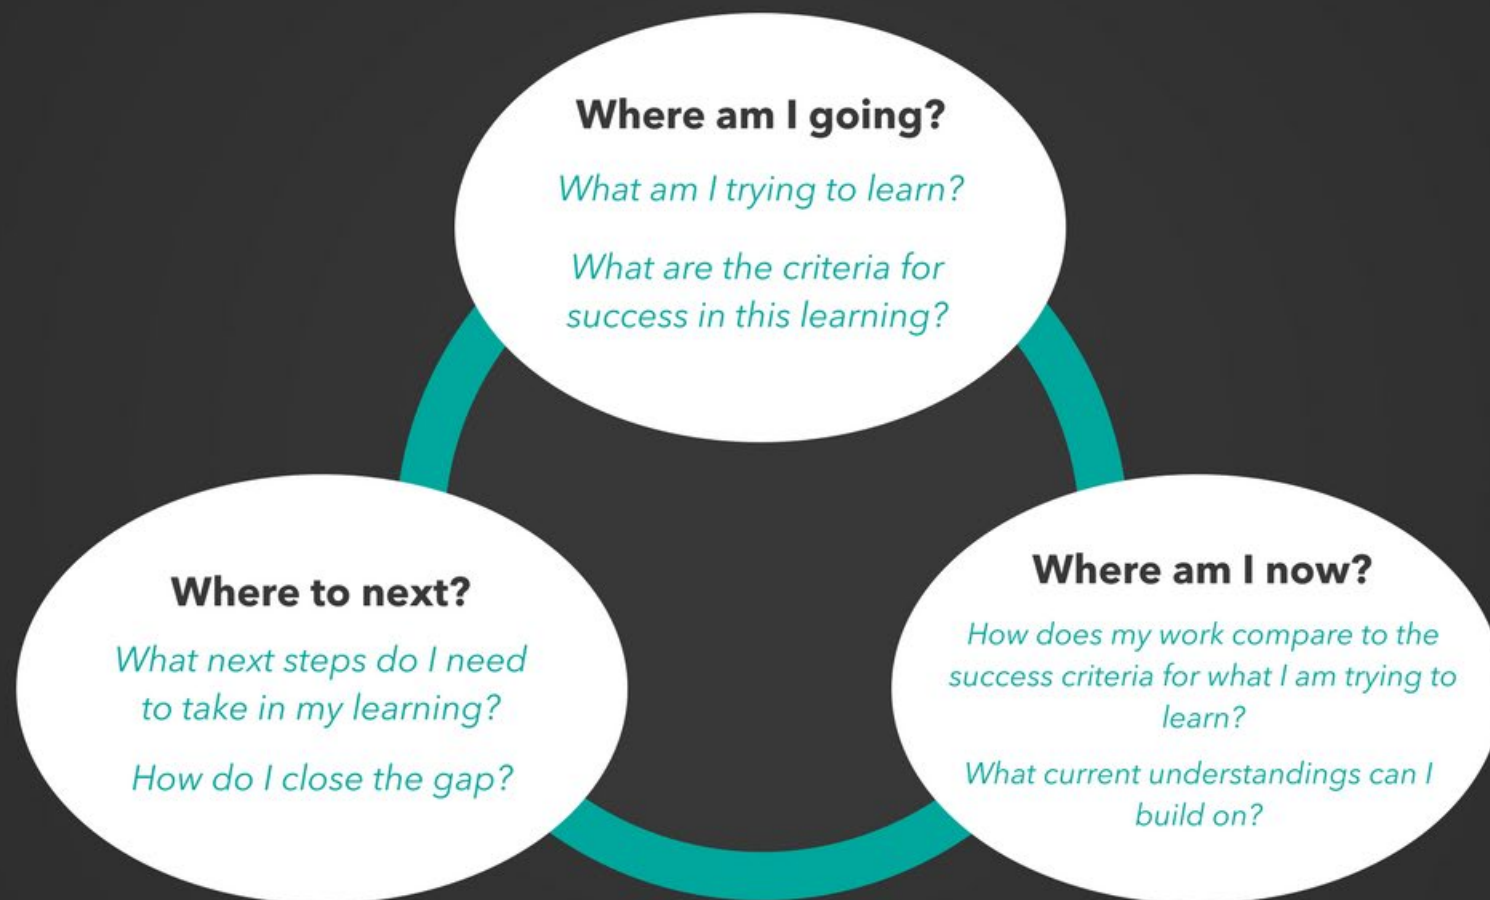 Where am I going?
What am I trying to learn?
What are the criteria for
success in this learning?
Where am I now?
How does my work compare to the
success criteria for what I am trying to
learn?
What current understandings can I
build on?
Where to next?
What next steps do I need
to take in my learning?
How do I close the gap?